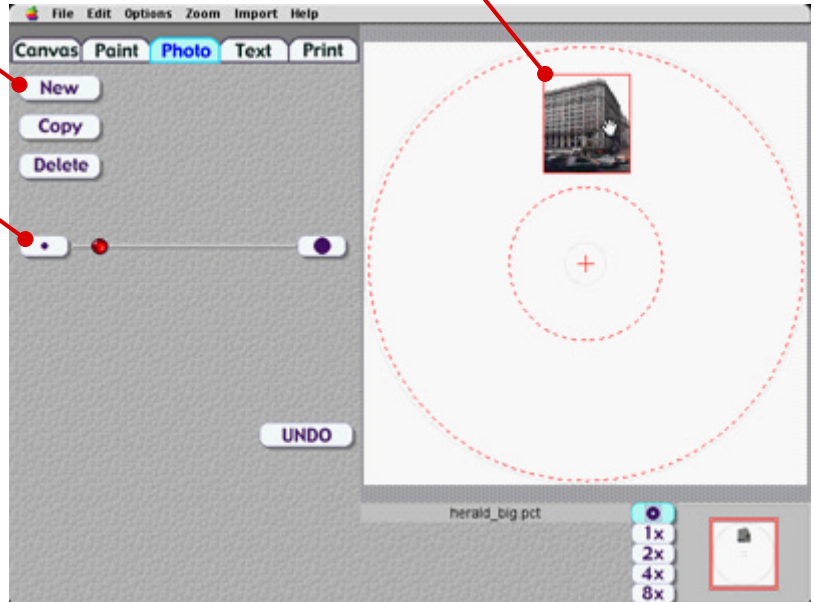 File Edit Options Zoom Import Help
Canvas Paint Photo Text Print
New
Copy
Delete
UNDO
herald_big.pct
1x
2x
4x
8x